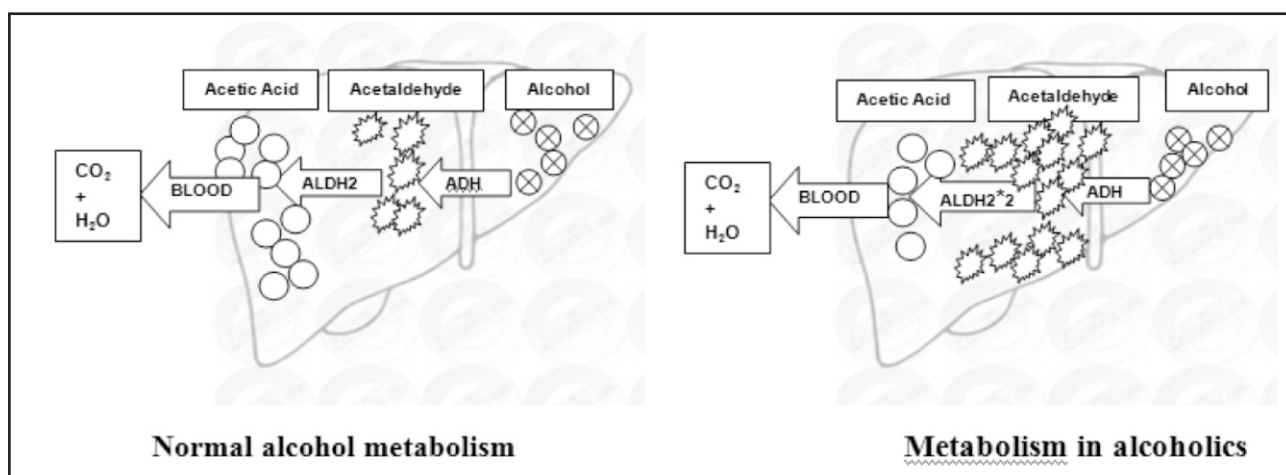 Acetic Acid
Acetaldehyde
Alcohol
CO2
+
H2O
BLOOD
ALDH2
ADH
Normal alcohol metabolism
Acetic Acid
Acetaldehyde
Alcohol
CO2
+
H2O
BLOOD
ALDH2*2
ADH
Metabolism in alcoholics